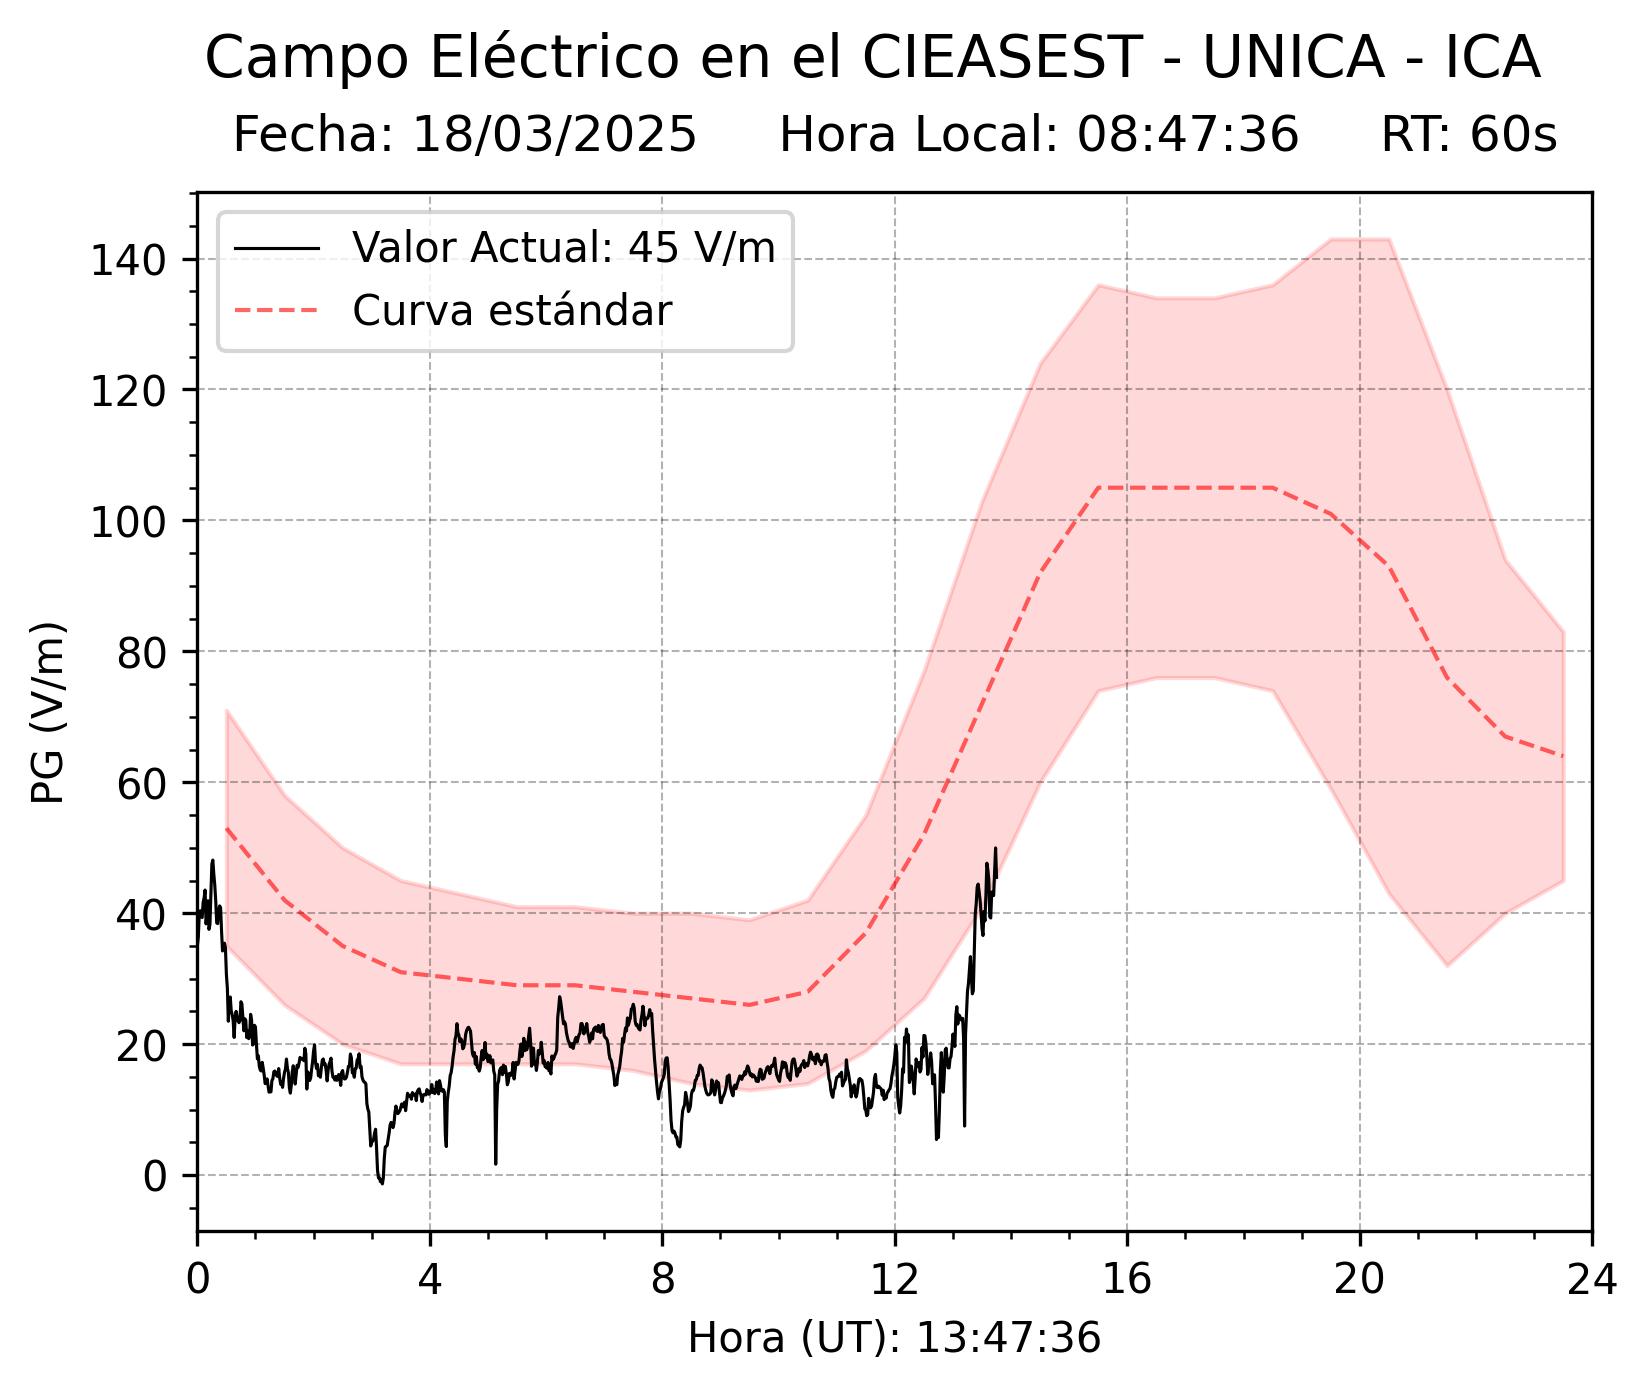 Campo Eléctrico en el CIEASEST - UNICA - ICA
Fecha: 18/03/2025 Hora Local: 08:47:36 RT: 60s
Valor Actual: 45 V/m
Curva estándar
140
120
100
80
60
40
20
0
PG (V/m)
0 4 8 12 16 20 24
Hora (UT): 13:47:36